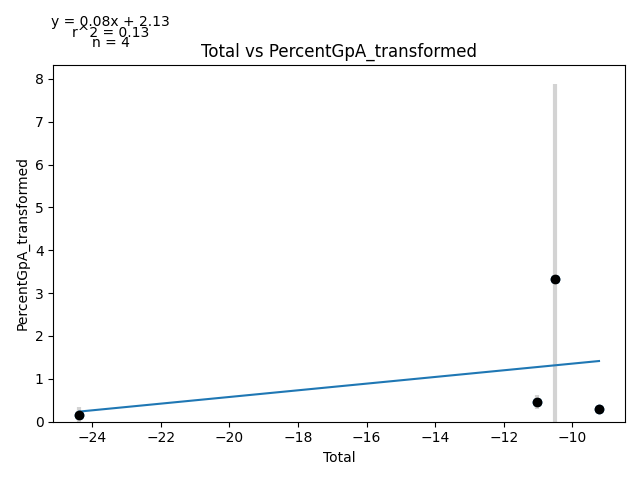 y = 0.08x + 2.13
r^2 = 0.13
n = 4
Total vs PercentGpA_transformed
8
7
6
5
4
3
2
1
0
PercentGpA_transformed
−24 −22 −20 −18 −16 −14 −12 −10
Total